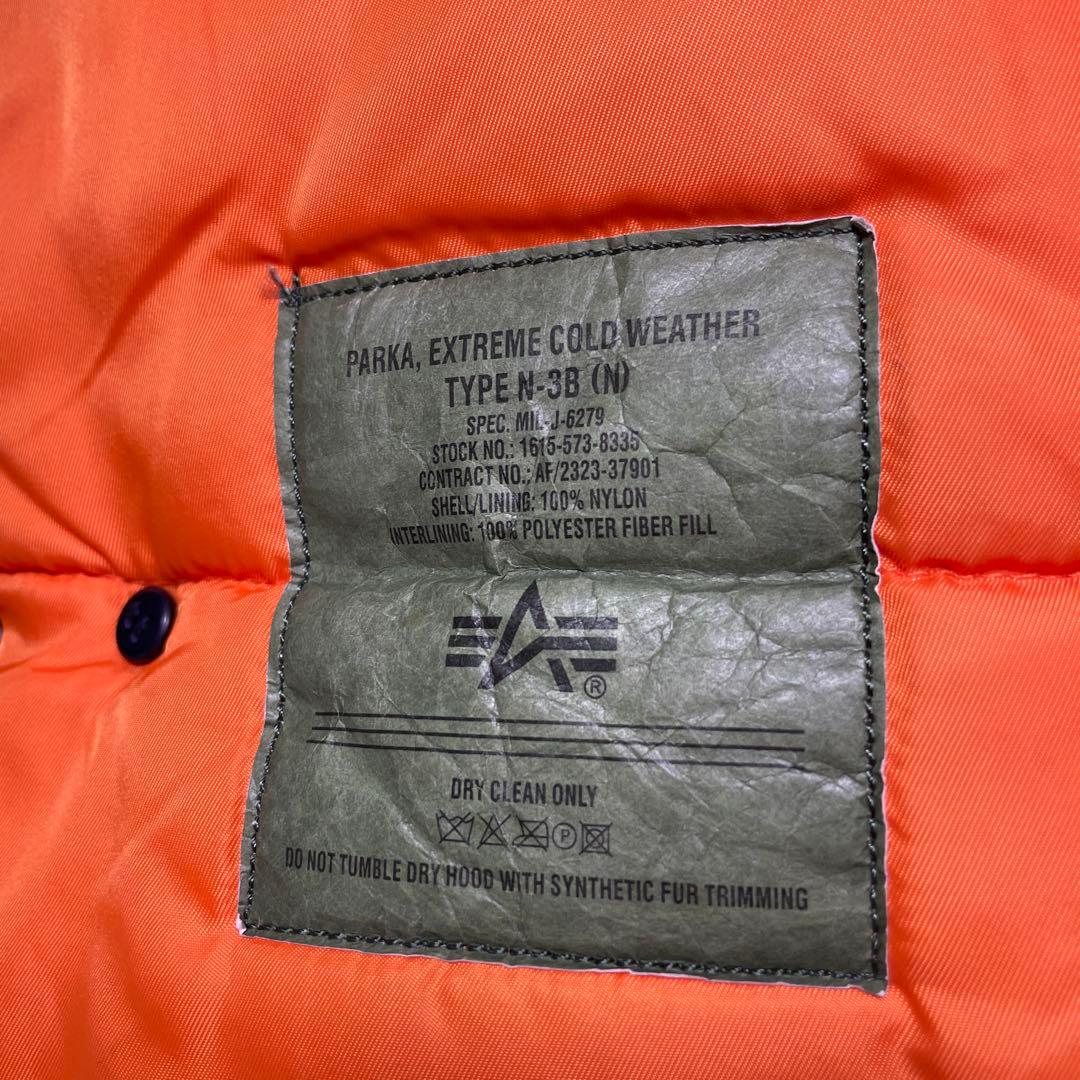 PARKA, EXTREME COLD WEATHER
TYPE N-3B (N)
SPEC. MIL-J-6279
STOCK NO.: 1615-573-8335
CONTRACT NO.: AF/2323-37901
SHELL/LINING: 100% NYLON
INTERLINING: 100% POLYESTER FIBER FILL
®
DRY CLEAN ONLY
P
DO NOT TUMBLE DRY HOOD WITH SYNTHETIC FUR TRIMMING